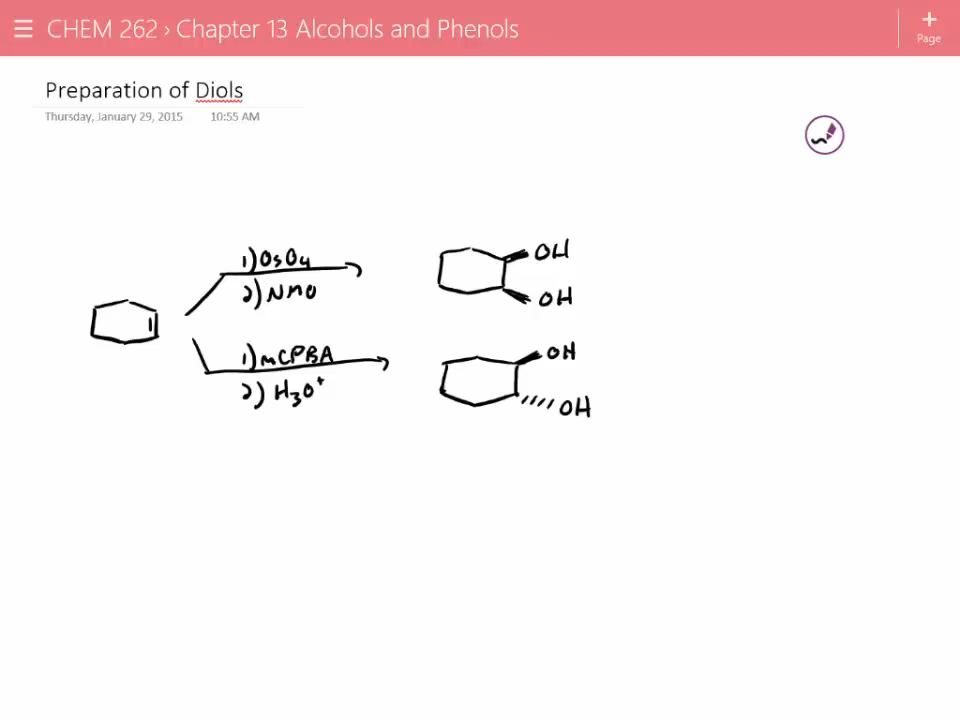 CHEM 262 › Chapter 13 Alcohols and Phenols
Page
Preparation of Diols
Thursday, January 29, 2015 10:55 AM
1) OsO4
2) NMO
OH
OH
1) mCPBA
2) H3O+
OH
OH